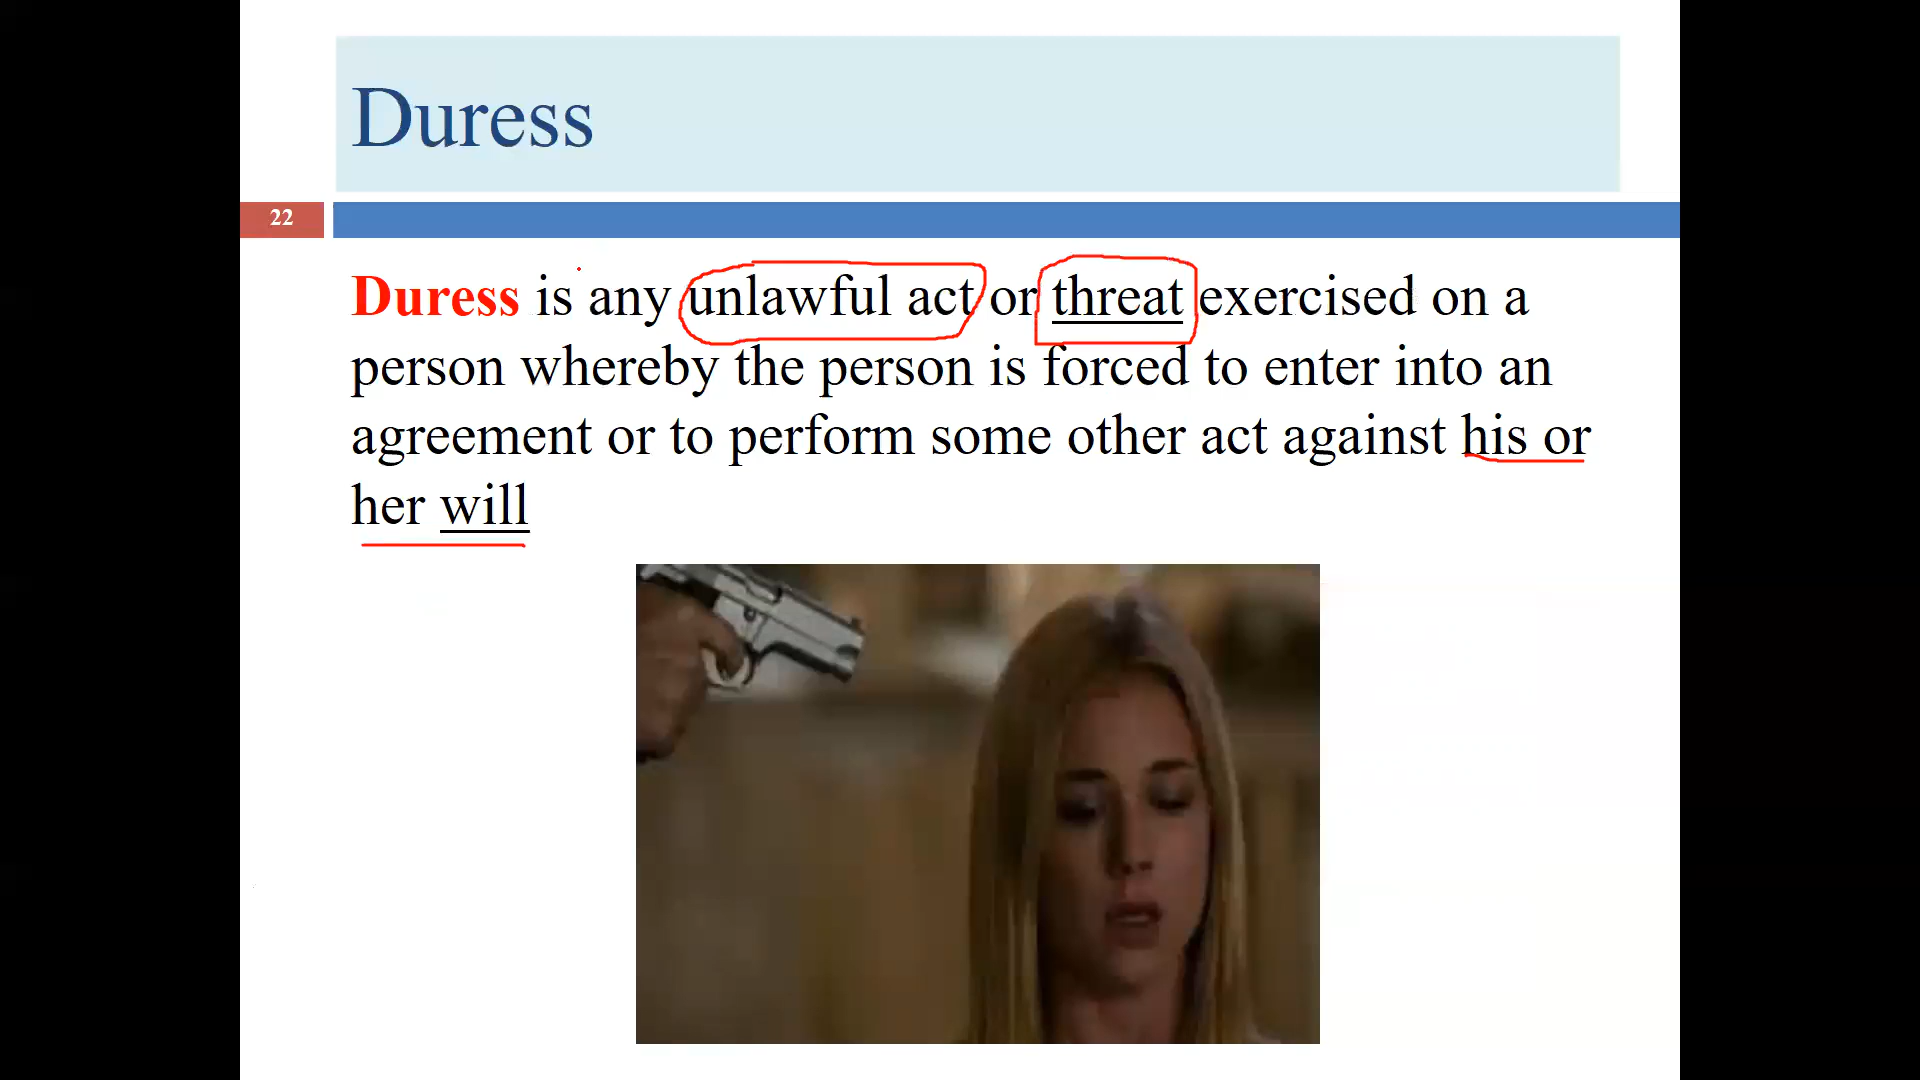 Duress
22
Duress is any unlawful act or threat exercised on a
person whereby the person is forced to enter into an
agreement or to perform some other act against his or
her will